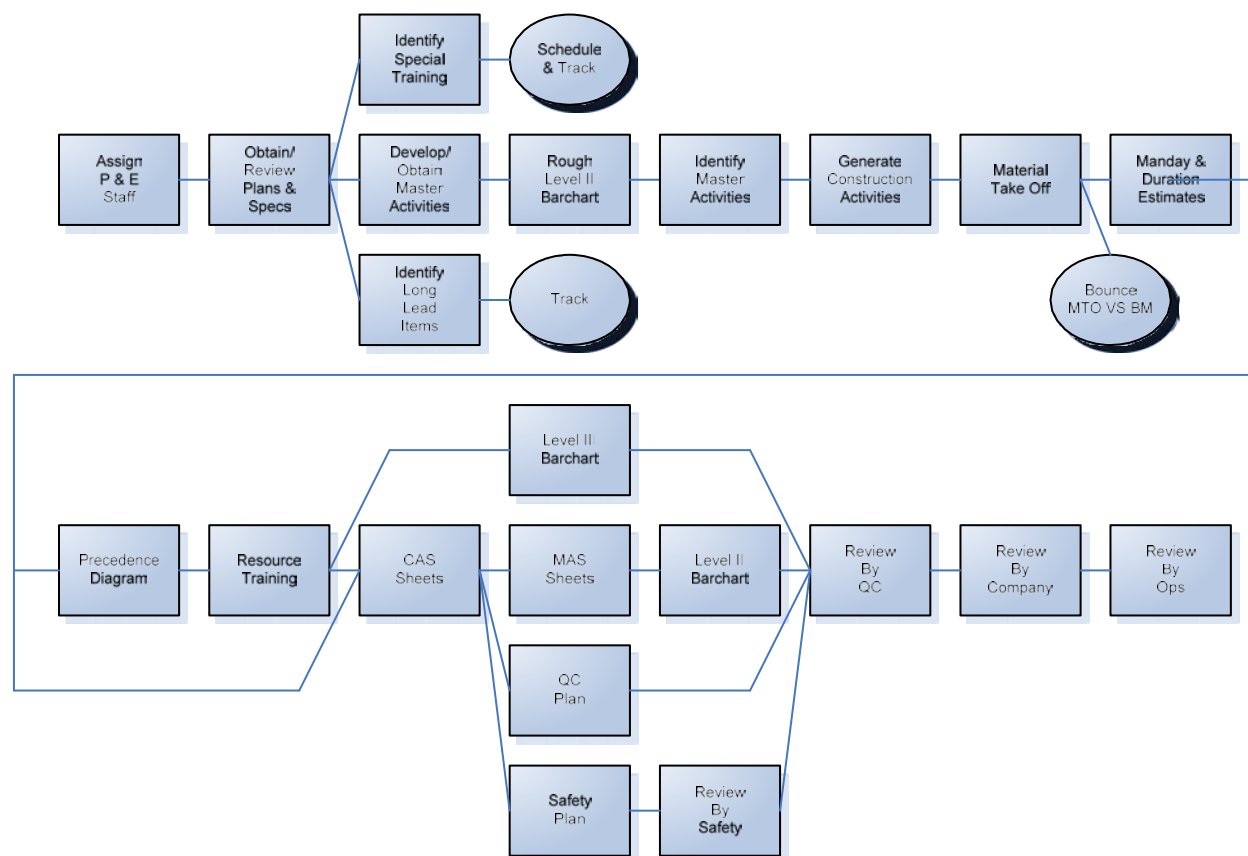 Identify
Special
Training
Schedule
& Track
Assign
P & E
Staff
Obtain/
Review
Plans &
Specs
Develop/
Obtain
Master
Activities
Rough
Level II
Barchart
Identify
Master
Activities
Generate
Construction
Activities
Material
Take Off
Manday &
Duration
Estimates
Identify
Long
Lead
Items
Track
Bounce
MTO VS BM
Level III
Barchart
Precedence
Diagram
Resource
Training
CAS
Sheets
MAS
Sheets
Level II
Barchart
Review
By
QC
Review
By
Company
Review
By
Ops
QC
Plan
Safety
Plan
Review
By
Safety